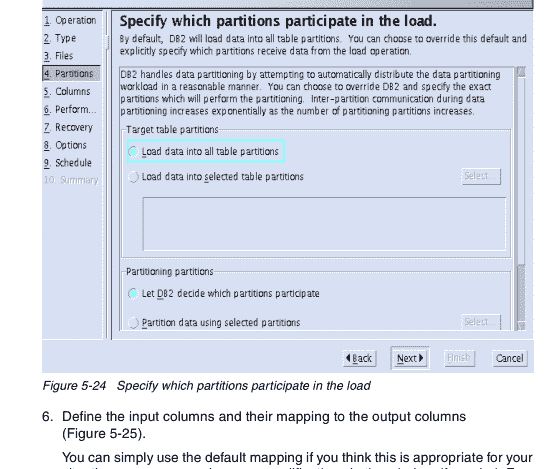 1. Operation
2. Type
3. Files
4. Partitions
5. Columns
6. Perform...
7. Recovery
8. Options
9. Schedule
10. Summary
Specify which partitions participate in the load.
By default, DB2 will load data into all table partitions. You can choose to override this default and
explicitly specify which partitions receive data from the load operation.
DB2 handles data partitioning by attempting to automatically distribute the data partitioning
workload in a reasonable manner. You can choose to override DB2 and specify the exact
partitions which will perform the partitioning. Inter-partition communication during data
partitioning increases exponentially as the number of partitioning partitions increases.
Target table partitions
Load data into all table partitions
Load data into selected table partitions
Select...
Partitioning partitions
Let DB2 decide which partitions participate
Partition data using selected partitions
Select...
Back Next Finish Cancel
Figure 5-24 Specify which partitions participate in the load
6. Define the input columns and their mapping to the output columns
(Figure 5-25).
You can simply use the default mapping if you think this is appropriate for your